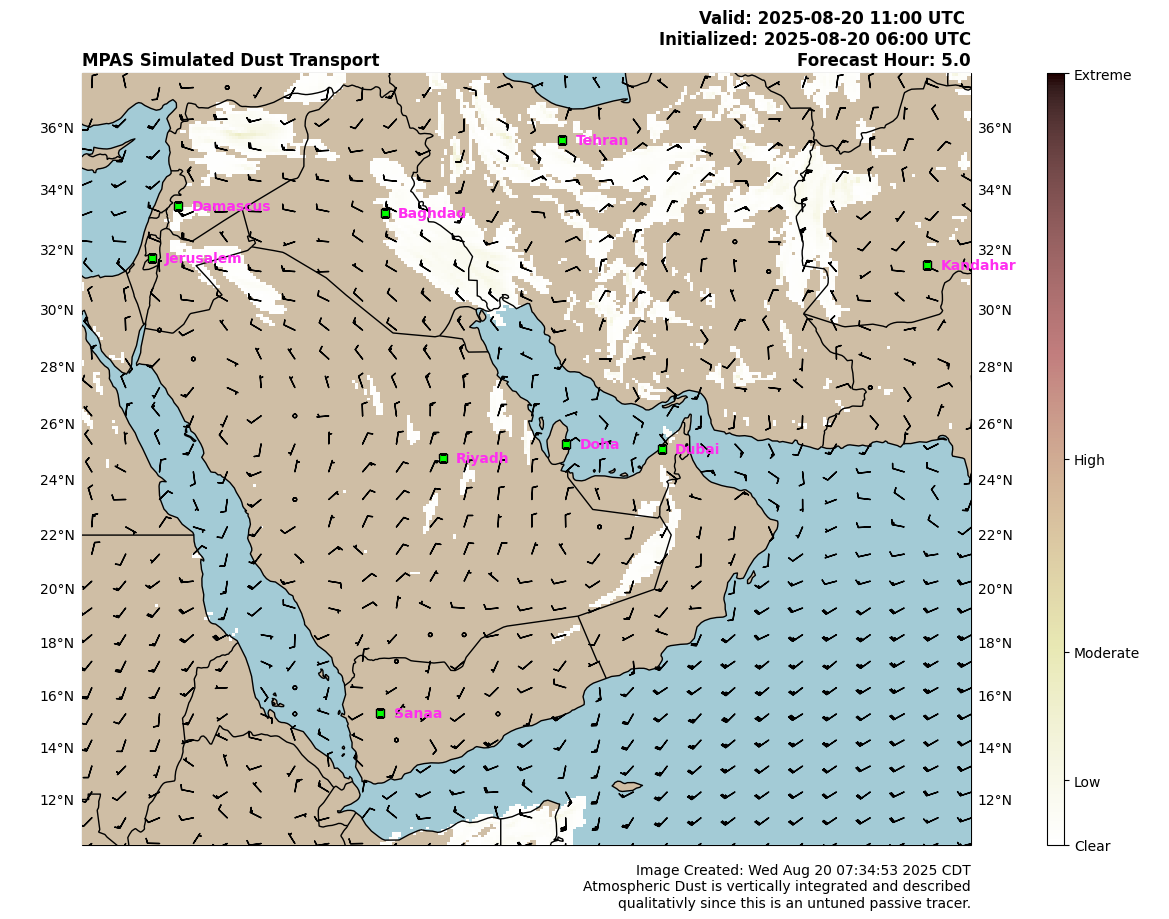 Valid: 2025-08-20 11:00 UTC
Initialized: 2025-08-20 06:00 UTC
MPAS Simulated Dust Transport
Forecast Hour: 5.0
Extreme
36°N
36°N
Tehran
34°N
34°N
Damascus
Baghdad
32°N
32°N
Jerusalem
Kandahar
30°N
30°N
28°N
28°N
26°N
26°N
Doha
Dubai
High
Riyadh
24°N
24°N
22°N
22°N
20°N
20°N
18°N
18°N
Moderate
16°N
16°N
Sanaa
14°N
14°N
Low
12°N
12°N
Clear
Image Created: Wed Aug 20 07:34:53 2025 CDT
Atmospheric Dust is vertically integrated and described
qualitativly since this is an untuned passive tracer.